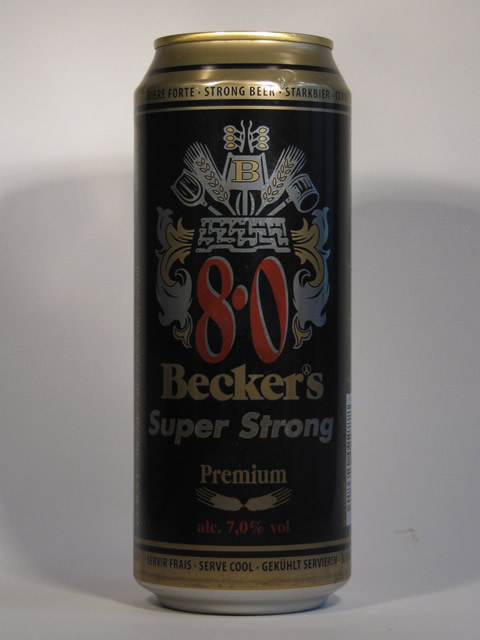 BIERE FORTE · STRONG BEER · STARKBIER ·
B
8·0
Becker's
Super Strong
Premium
alc. 7,0% vol
SERVIR FRAIS · SERVE COOL · GEKÜHLT SERVIEREN ·